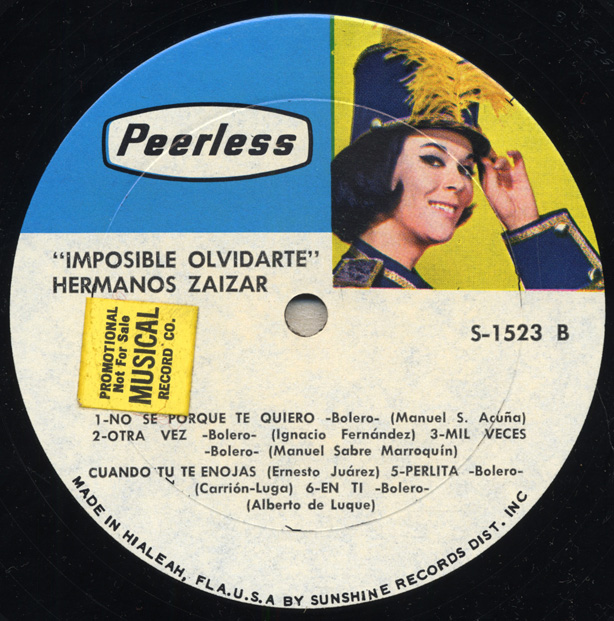 Peerless
"IMPOSIBLE OLVIDARTE"
HERMANOS ZAIZAR
PROMOTIONAL
Not For Sale
MUSICAL
RECORD CO.
S-1523 B
1-NO SE PORQUE TE QUIERO -Bolero- (Manuel S. Acuña)
2-OTRA VEZ -Bolero- (Ignacio Fernández) 3-MIL VECES
-Bolero- (Manuel Sabre Marroquín)
CUANDO TU TE ENOJAS (Ernesto Juárez) 5-PERLITA -Bolero-
(Carrión-Luga) 6-EN TI -Bolero-
(Alberto de Luque)
MADE IN HIALEAH, FLA.U.S.A BY SUNSHINE RECORDS DIST. INC